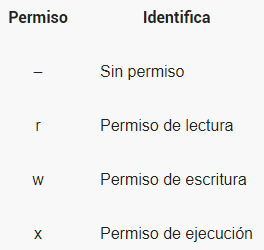 Permiso Identifica
– Sin permiso
r Permiso de lectura
w Permiso de escritura
x Permiso de ejecución